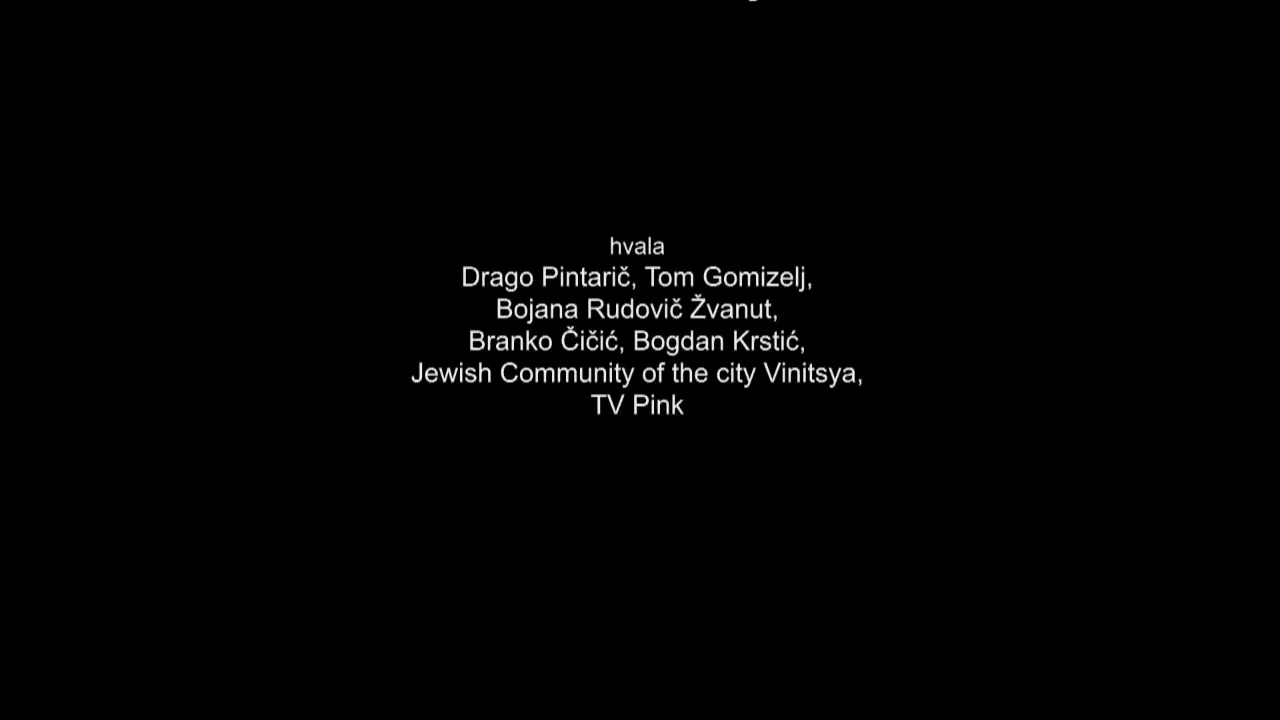 hvala
Drago Pintarič, Tom Gomizelj,
Bojana Rudovič Žvanut,
Branko Čičić, Bogdan Krstić,
Jewish Community of the city Vinitsya,
TV Pink